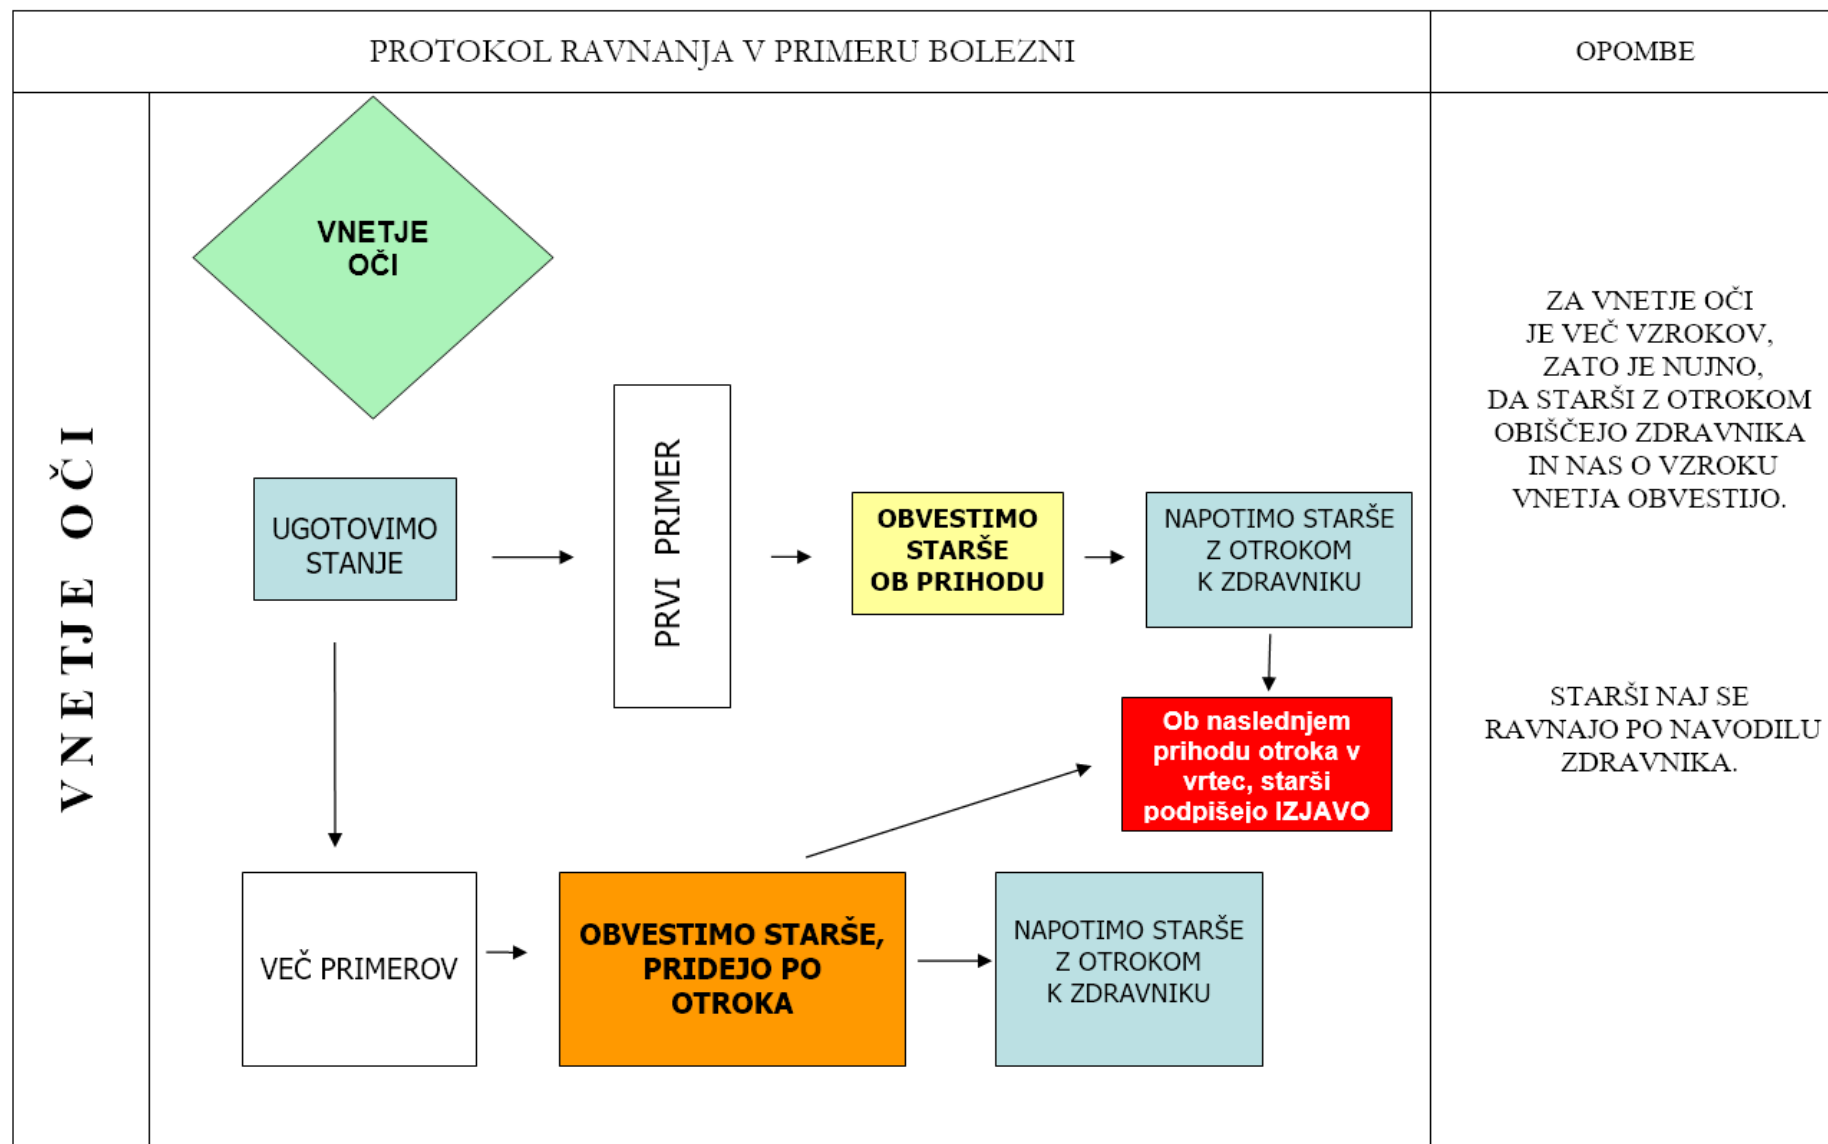 PROTOKOL RAVNANJA V PRIMERU BOLEZNI
OPOMBE
VNETJE OČI
VNETJE
OČI
UGOTOVIMO
STANJE
PRVI PRIMER
OBVESTIMO
STARŠE
OB PRIHODU
NAPOTIMO STARŠE
Z OTROKOM
K ZDRAVNIKU
Ob naslednjem
prihodu otroka v
vrtec, starši
podpišejo IZJAVO
VEČ PRIMEROV
OBVESTIMO STARŠE,
PRIDEJO PO
OTROKA
NAPOTIMO STARŠE
Z OTROKOM
K ZDRAVNIKU
ZA VNETJE OČI
JE VEČ VZROKOV,
ZATO JE NUJNO,
DA STARŠI Z OTROKOM
OBIŠČEJO ZDRAVNIKA
IN NAS O VZROKU
VNETJA OBVESTIJO.
STARŠI NAJ SE
RAVNAJO PO NAVODILU
ZDRAVNIKA.